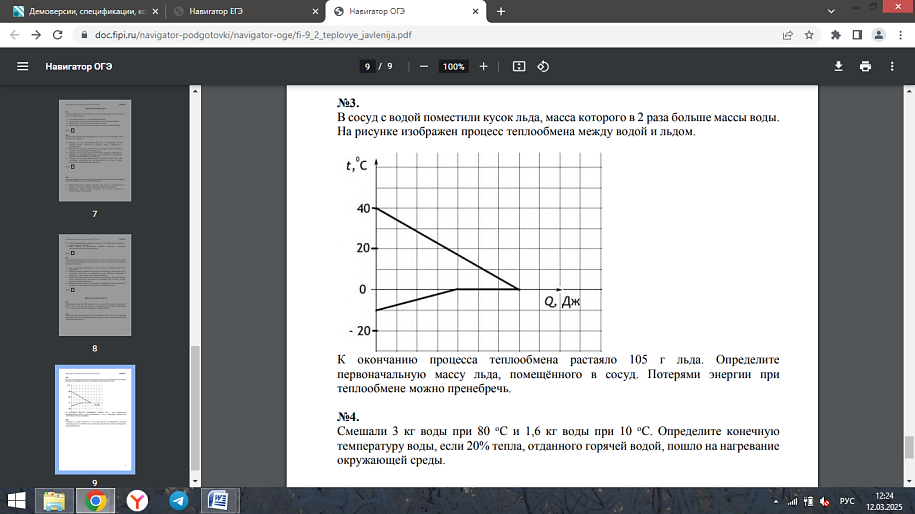 Демоверсии, спецификации, ко
Навигатор ЕГЭ
Навигатор ОГЭ
doc.fipi.ru/navigator-podgotovki/navigator-oge/fi-9_2_teplovye_javlenija.pdf
Навигатор ОГЭ
9 / 9
100%
7
8
9
№3.
В сосуд с водой поместили кусок льда, масса которого в 2 раза больше массы воды.
На рисунке изображен процесс теплообмена между водой и льдом.
t, ⁰C
40
20
0
- 20
Q, Дж
К окончанию процесса теплообмена растаяло 105 г льда. Определите
первоначальную массу льда, помещённого в сосуд. Потерями энергии при
теплообмене можно пренебречь.
№4.
Смешали 3 кг воды при 80 ºС и 1,6 кг воды при 10 ºС. Определите конечную
температуру воды, если 20% тепла, отданного горячей водой, пошло на нагревание
окружающей среды.
РУС
12:24
12.03.2025